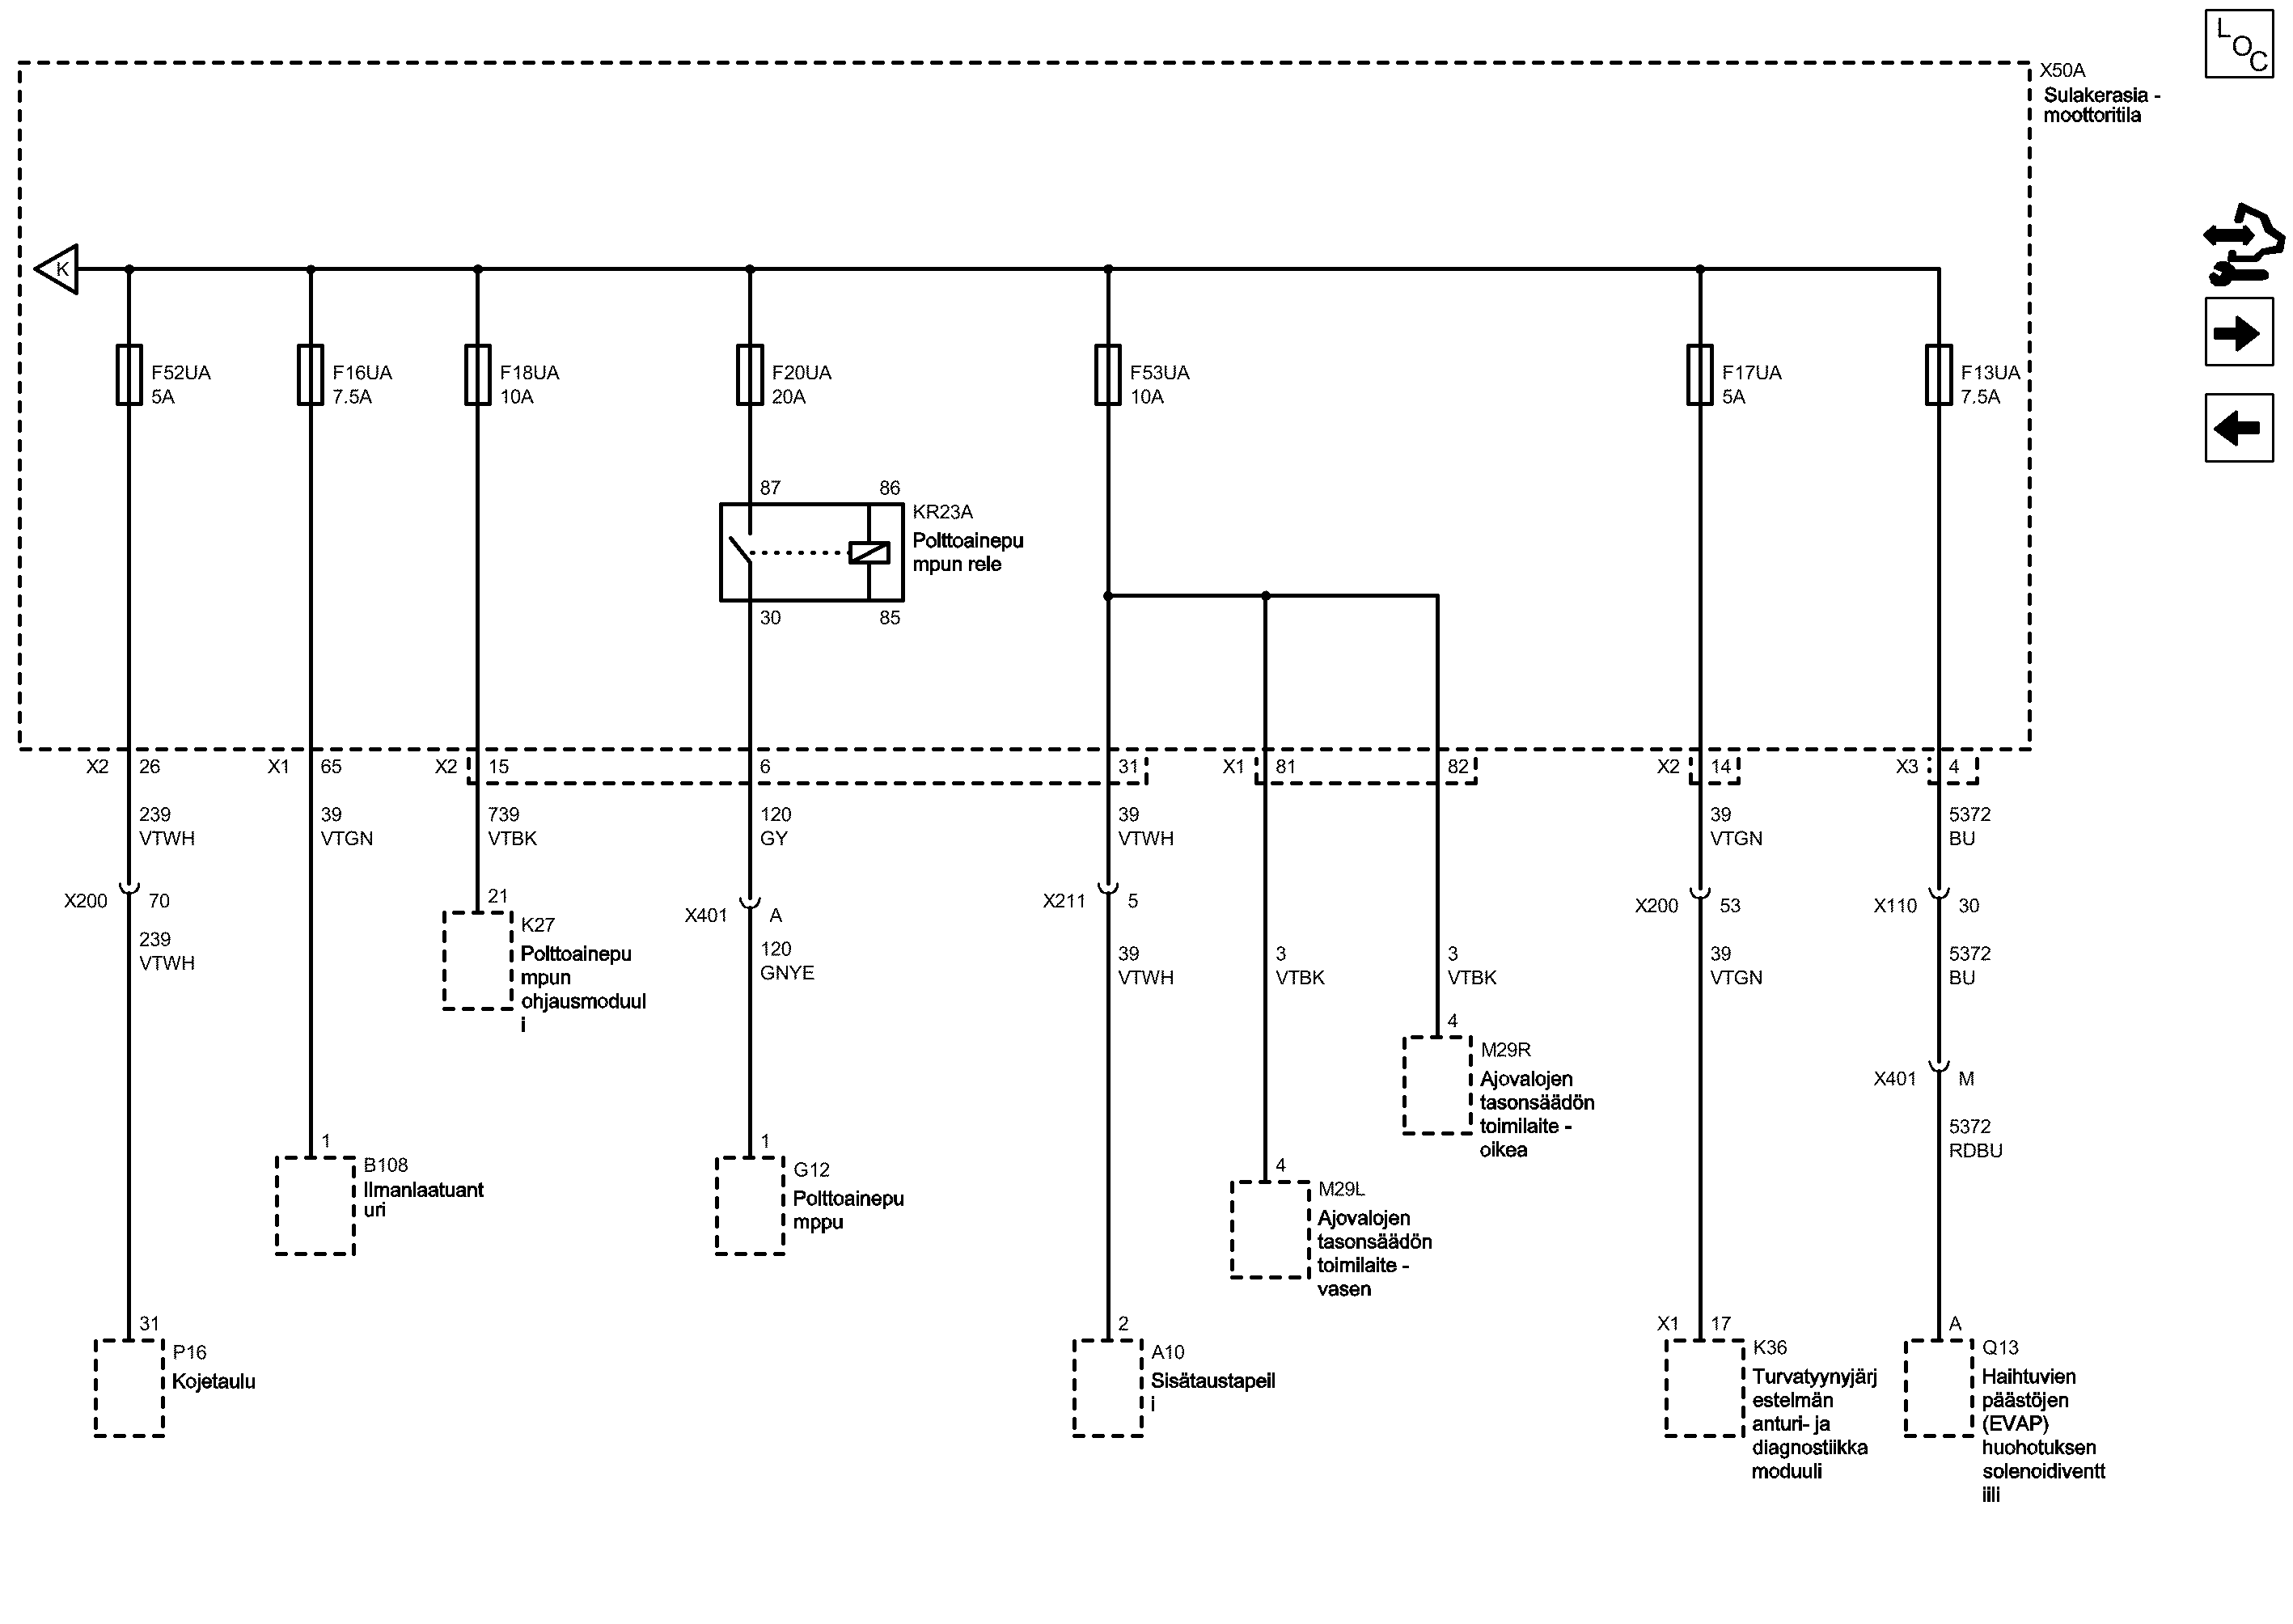 L
O
C
X50A
Sulakerasia -
moottoritila
K
F52UA
5A
F16UA
7.5A
F18UA
10A
F20UA
20A
F53UA
10A
F17UA
5A
F13UA
7.5A
87
86
KR23A
Polttoainepu
mpun rele
30
85
X2
26
X1
65
X2
15
6
31
X1
81
82
X2
14
X3
4
239
VTWH
39
VTGN
739
VTBK
120
GY
39
VTWH
39
VTGN
5372
BU
X200
70
X401
A
X211
5
X200
53
X110
30
239
VTWH
21
K27
Polttoainepu
mpun
ohjausmoduul
i
120
GNYE
39
VTWH
3
VTBK
3
VTBK
39
VTGN
5372
BU
4
M29R
Ajovalojen
tasonsäädön
toimilaite -
oikea
X401
M
5372
RDBU
1
B108
Ilmanlaatuant
uri
1
G12
Polttoainepu
mppu
4
M29L
Ajovalojen
tasonsäädön
toimilaite -
vasen
31
P16
Kojetaulu
2
A10
Sisätaustapeil
i
X1
17
K36
Turvatyynyjärj
estelmän
anturi- ja
diagnostiikka
moduuli
A
Q13
Haihtuvien
päästöjen
(EVAP)
huohotuksen
solenoidiventt
iili